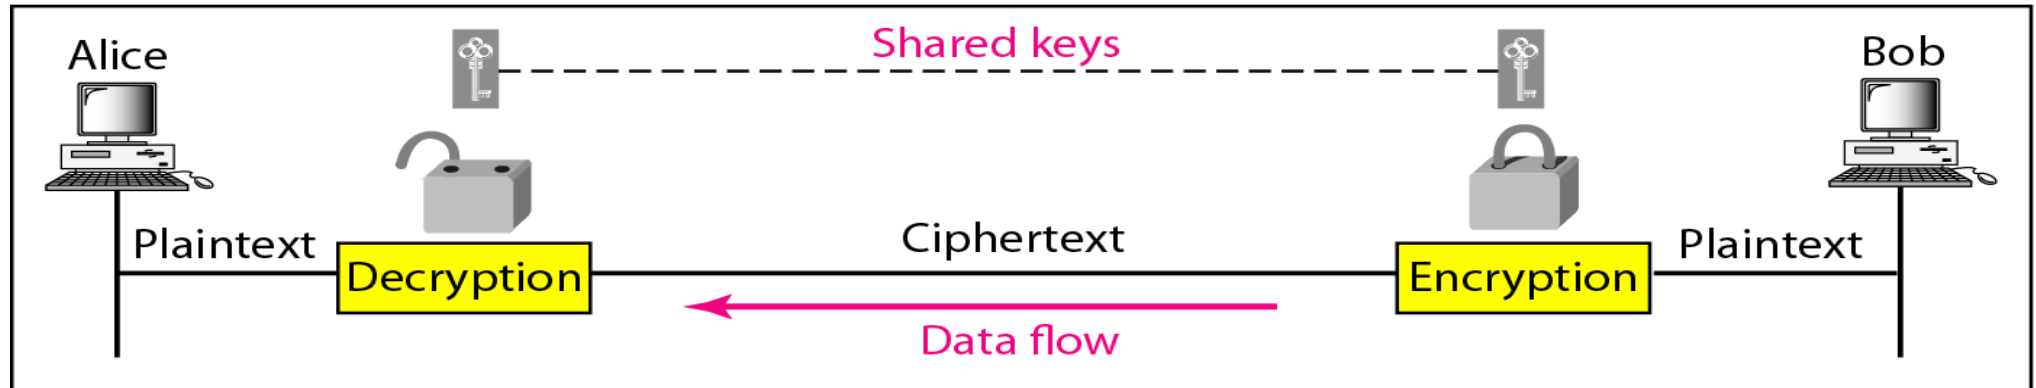 Alice
Shared keys
Bob
Plaintext
Decryption
Ciphertext
Encryption
Plaintext
Data flow